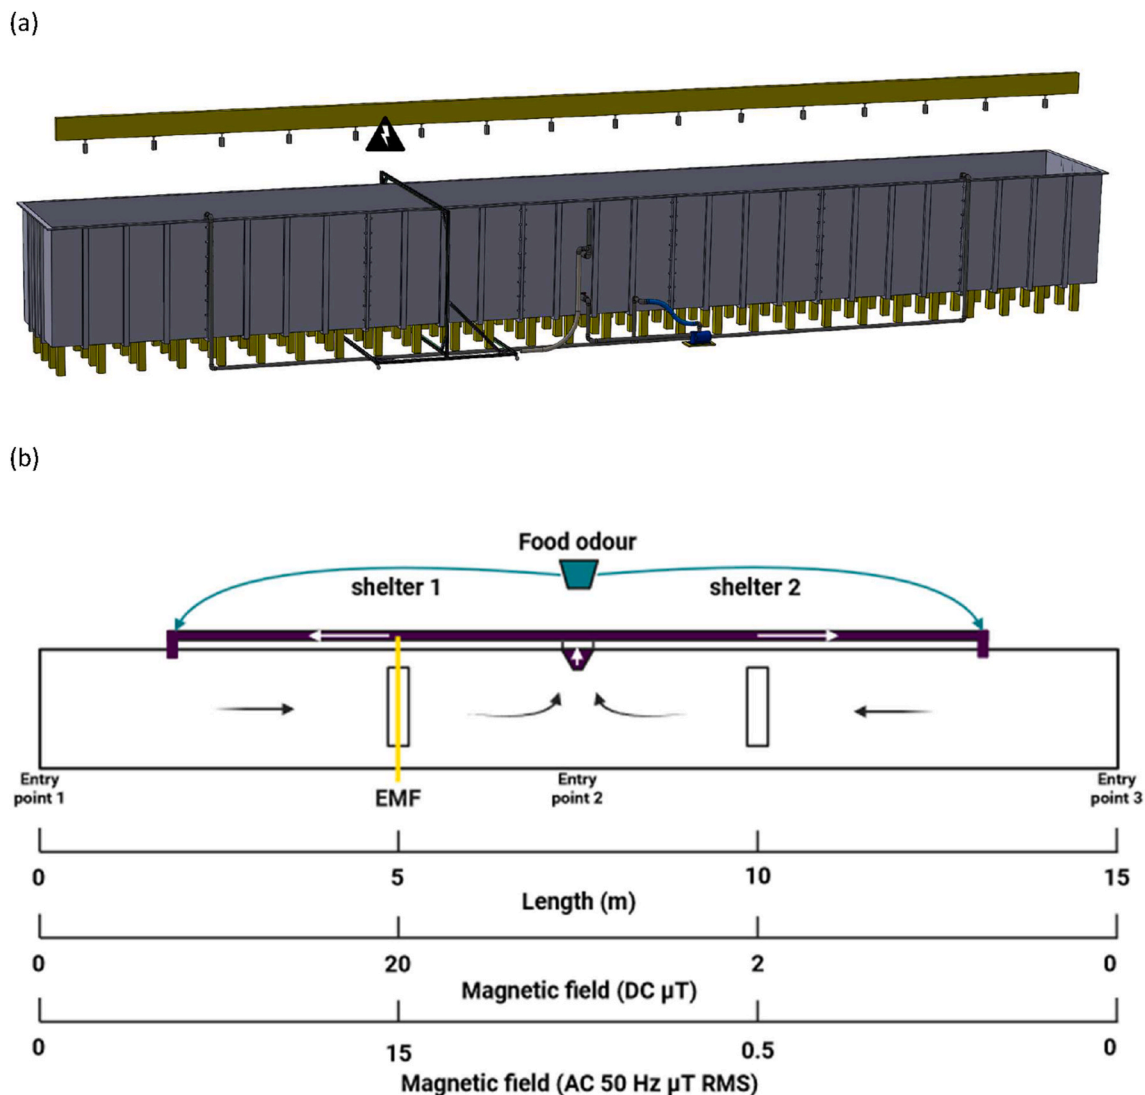 (a)
(b)
Food odour
shelter 1
shelter 2
Entry point 1
EMF
Entry point 2
Entry point 3
0 5 10 15
Length (m)
0 20 2 0
Magnetic field (DC µT)
0 15 0.5 0
Magnetic field (AC 50 Hz µT RMS)